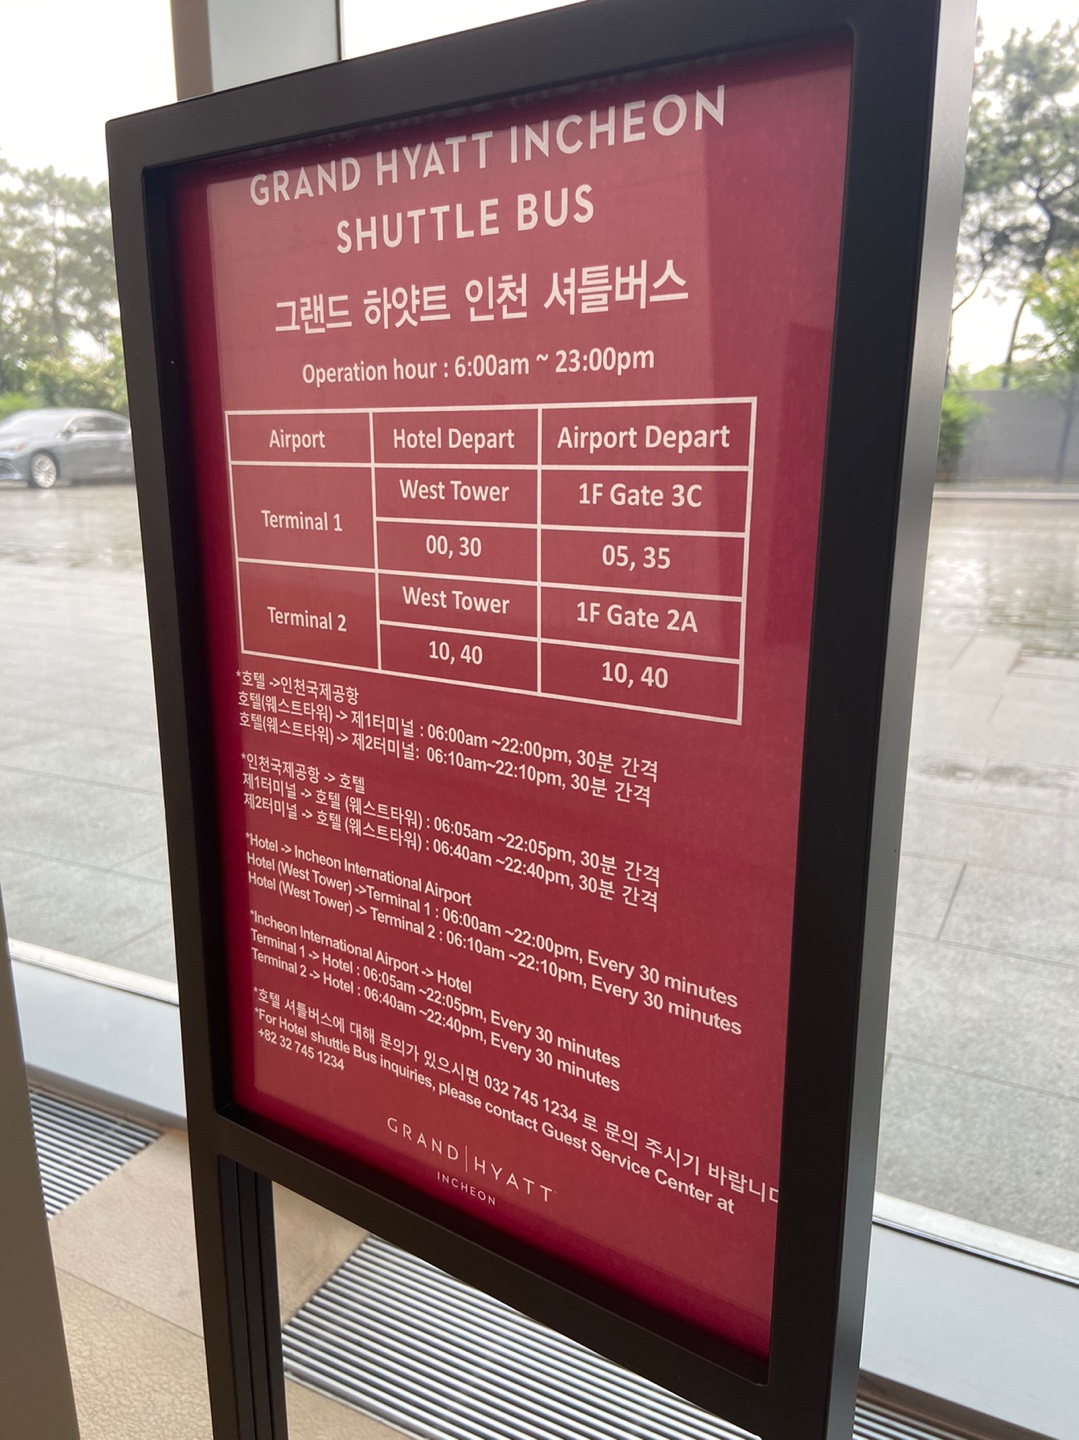 GRAND HYATT INCHEON
SHUTTLE BUS
그랜드 하얏트 인천 셔틀버스
Operation hour : 6:00am ~ 23:00pm
Airport Hotel Depart Airport Depart
Terminal 1 West Tower 1F Gate 3C
00, 30 05, 35
Terminal 2 West Tower 1F Gate 2A
10, 40 10, 40
*호텔 ->인천국제공항
호텔(웨스트타워) -> 제1터미널 : 06:00am ~22:00pm, 30분 간격
호텔(웨스트타워) -> 제2터미널: 06:10am~22:10pm, 30분 간격
*인천국제공항 -> 호텔
제1터미널 -> 호텔 (웨스트타워) : 06:05am ~22:05pm, 30분 간격
제2터미널 -> 호텔 (웨스트타워) : 06:40am ~22:40pm, 30분 간격
*Hotel -> Incheon International Airport
Hotel (West Tower) ->Terminal 1 : 06:00am ~22:00pm, Every 30 minutes
Hotel (West Tower) -> Terminal 2 : 06:10am ~22:10pm, Every 30 minutes
*Incheon International Airport -> Hotel
Terminal 1 -> Hotel : 06:05am ~22:05pm, Every 30 minutes
Terminal 2 -> Hotel : 06:40am ~22:40pm, Every 30 minutes
*호텔 셔틀버스에 대해 문의가 있으시면 032 745 1234 로 문의 주시기 바랍니다
*For Hotel shuttle Bus inquiries, please contact Guest Service Center at
+82 32 745 1234
GRAND | HYATT
INCHEON